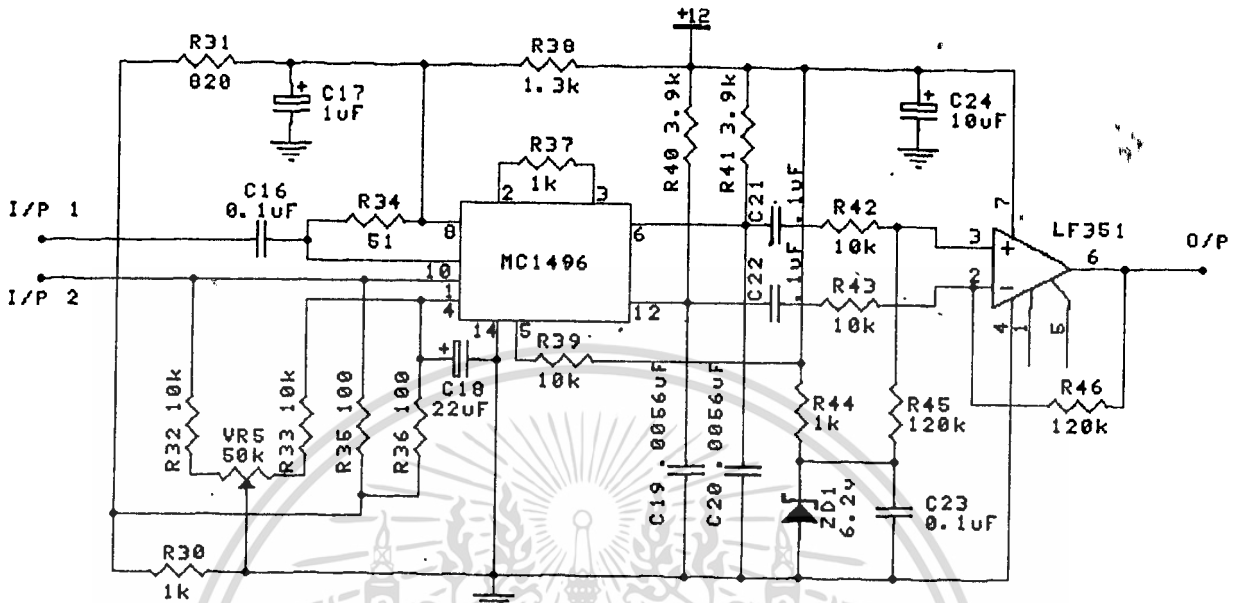 +12
R31
820
R38
1.3k
C17
1uF
R40 3.9k
R41 3.9k
C24
10uF
R37
1k
2
3
7
C16
0.1uF
R34
51
I/P 1
I/P 2
8
10
1
4
MC1496
6
12
14
5
C21
.1uF
C22
.1uF
R42
10k
R43
10k
3
2
+
-
LF351
6
O/P
4
1
5
R39
10k
C18
22uF
R32 10k
VR5
50k
R33 10k
R35 100
R36 100
C19 .0056uF
C20 .0056uF
R44
1k
R45
120k
R46
120k
ZD1
6.2v
C23
0.1uF
R30
1k